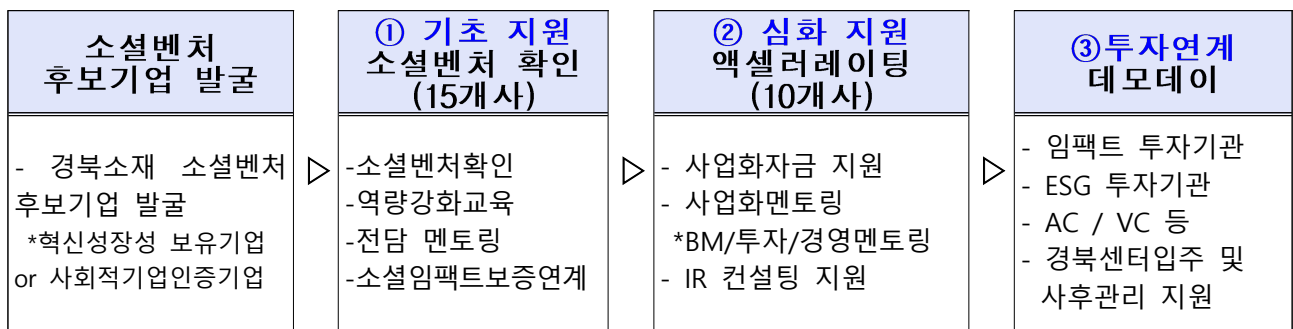 소셜벤처
후보기업 발굴
- 경북소재 소셜벤처
후보기업 발굴
*혁신성장성 보유기업
or 사회적기업인증기업
▷
① 기초 지원
소셜벤처 확인
(15개사)
-소셜벤처확인
-역량강화교육
-전담 멘토링
-소셜임팩트보증연계
▷
② 심화 지원
액셀러레이팅
(10개사)
- 사업화자금 지원
- 사업화멘토링
*BM/투자/경영멘토링
- IR 컨설팅 지원
▷
③투자연계
데모데이
- 임팩트 투자기관
- ESG 투자기관
- AC / VC 등
- 경북센터입주 및
사후관리 지원